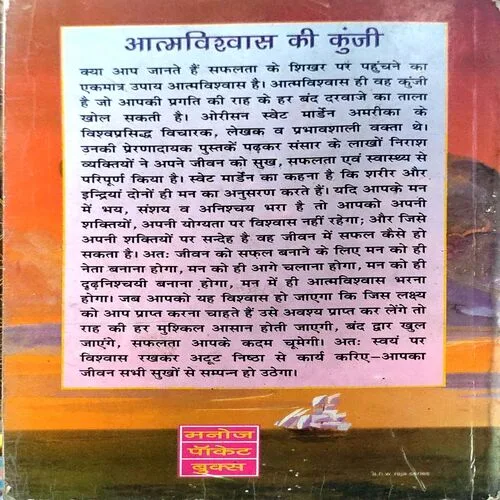 आत्मविश्वास की कुंजी
क्या आप जानते हैं सफलता के शिखर पर पहुंचने का
एकमात्र उपाय आत्मविश्वास है। आत्मविश्वास ही वह कुंजी
है जो आपकी प्रगति की राह के हर बंद दरवाजे का ताला
खोल सकती है। ओरीसन स्वेट मार्डेन अमरीका के
विश्वप्रसिद्ध विचारक, लेखक व प्रभावशाली वक्ता थे।
उनकी प्रेरणादायक पुस्तकें पढ़कर संसार के लाखों निराश
व्यक्तियों ने अपने जीवन को सुख, सफलता एवं स्वास्थ्य से
परिपूर्ण किया है। स्वेट मार्डेन का कहना है कि शरीर और
इन्द्रियां दोनों ही मन का अनुसरण करते हैं। यदि आपके मन
में भय, संशय व अनिश्चय भरा है तो आपको अपनी
शक्तियों, अपनी योग्यता पर विश्वास नहीं रहेगा; और जिसे
अपनी शक्तियों पर सन्देह है वह जीवन में सफल कैसे हो
सकता है। अतः जीवन को सफल बनाने के लिए मन को ही
नेता बनाना होगा, मन को ही आगे चलाना होगा, मन को ही
दृढ़निश्चयी बनाना होगा, मन में ही आत्मविश्वास भरना
होगा। जब आपको यह विश्वास हो जाएगा कि जिस लक्ष्य
को आप प्राप्त करना चाहते हैं उसे अवश्य प्राप्त कर लेंगे तो
राह की हर मुश्किल आसान होती जाएगी, बंद द्वार खुल
जाएंगे, सफलता आपके कदम चूमेगी। अतः स्वयं पर
विश्वास रखकर अटूट निष्ठा से कार्य करिए–आपका
जीवन सभी सुखों से सम्पन्न हो उठेगा।
मनोज
पॉकेट
बुक्स